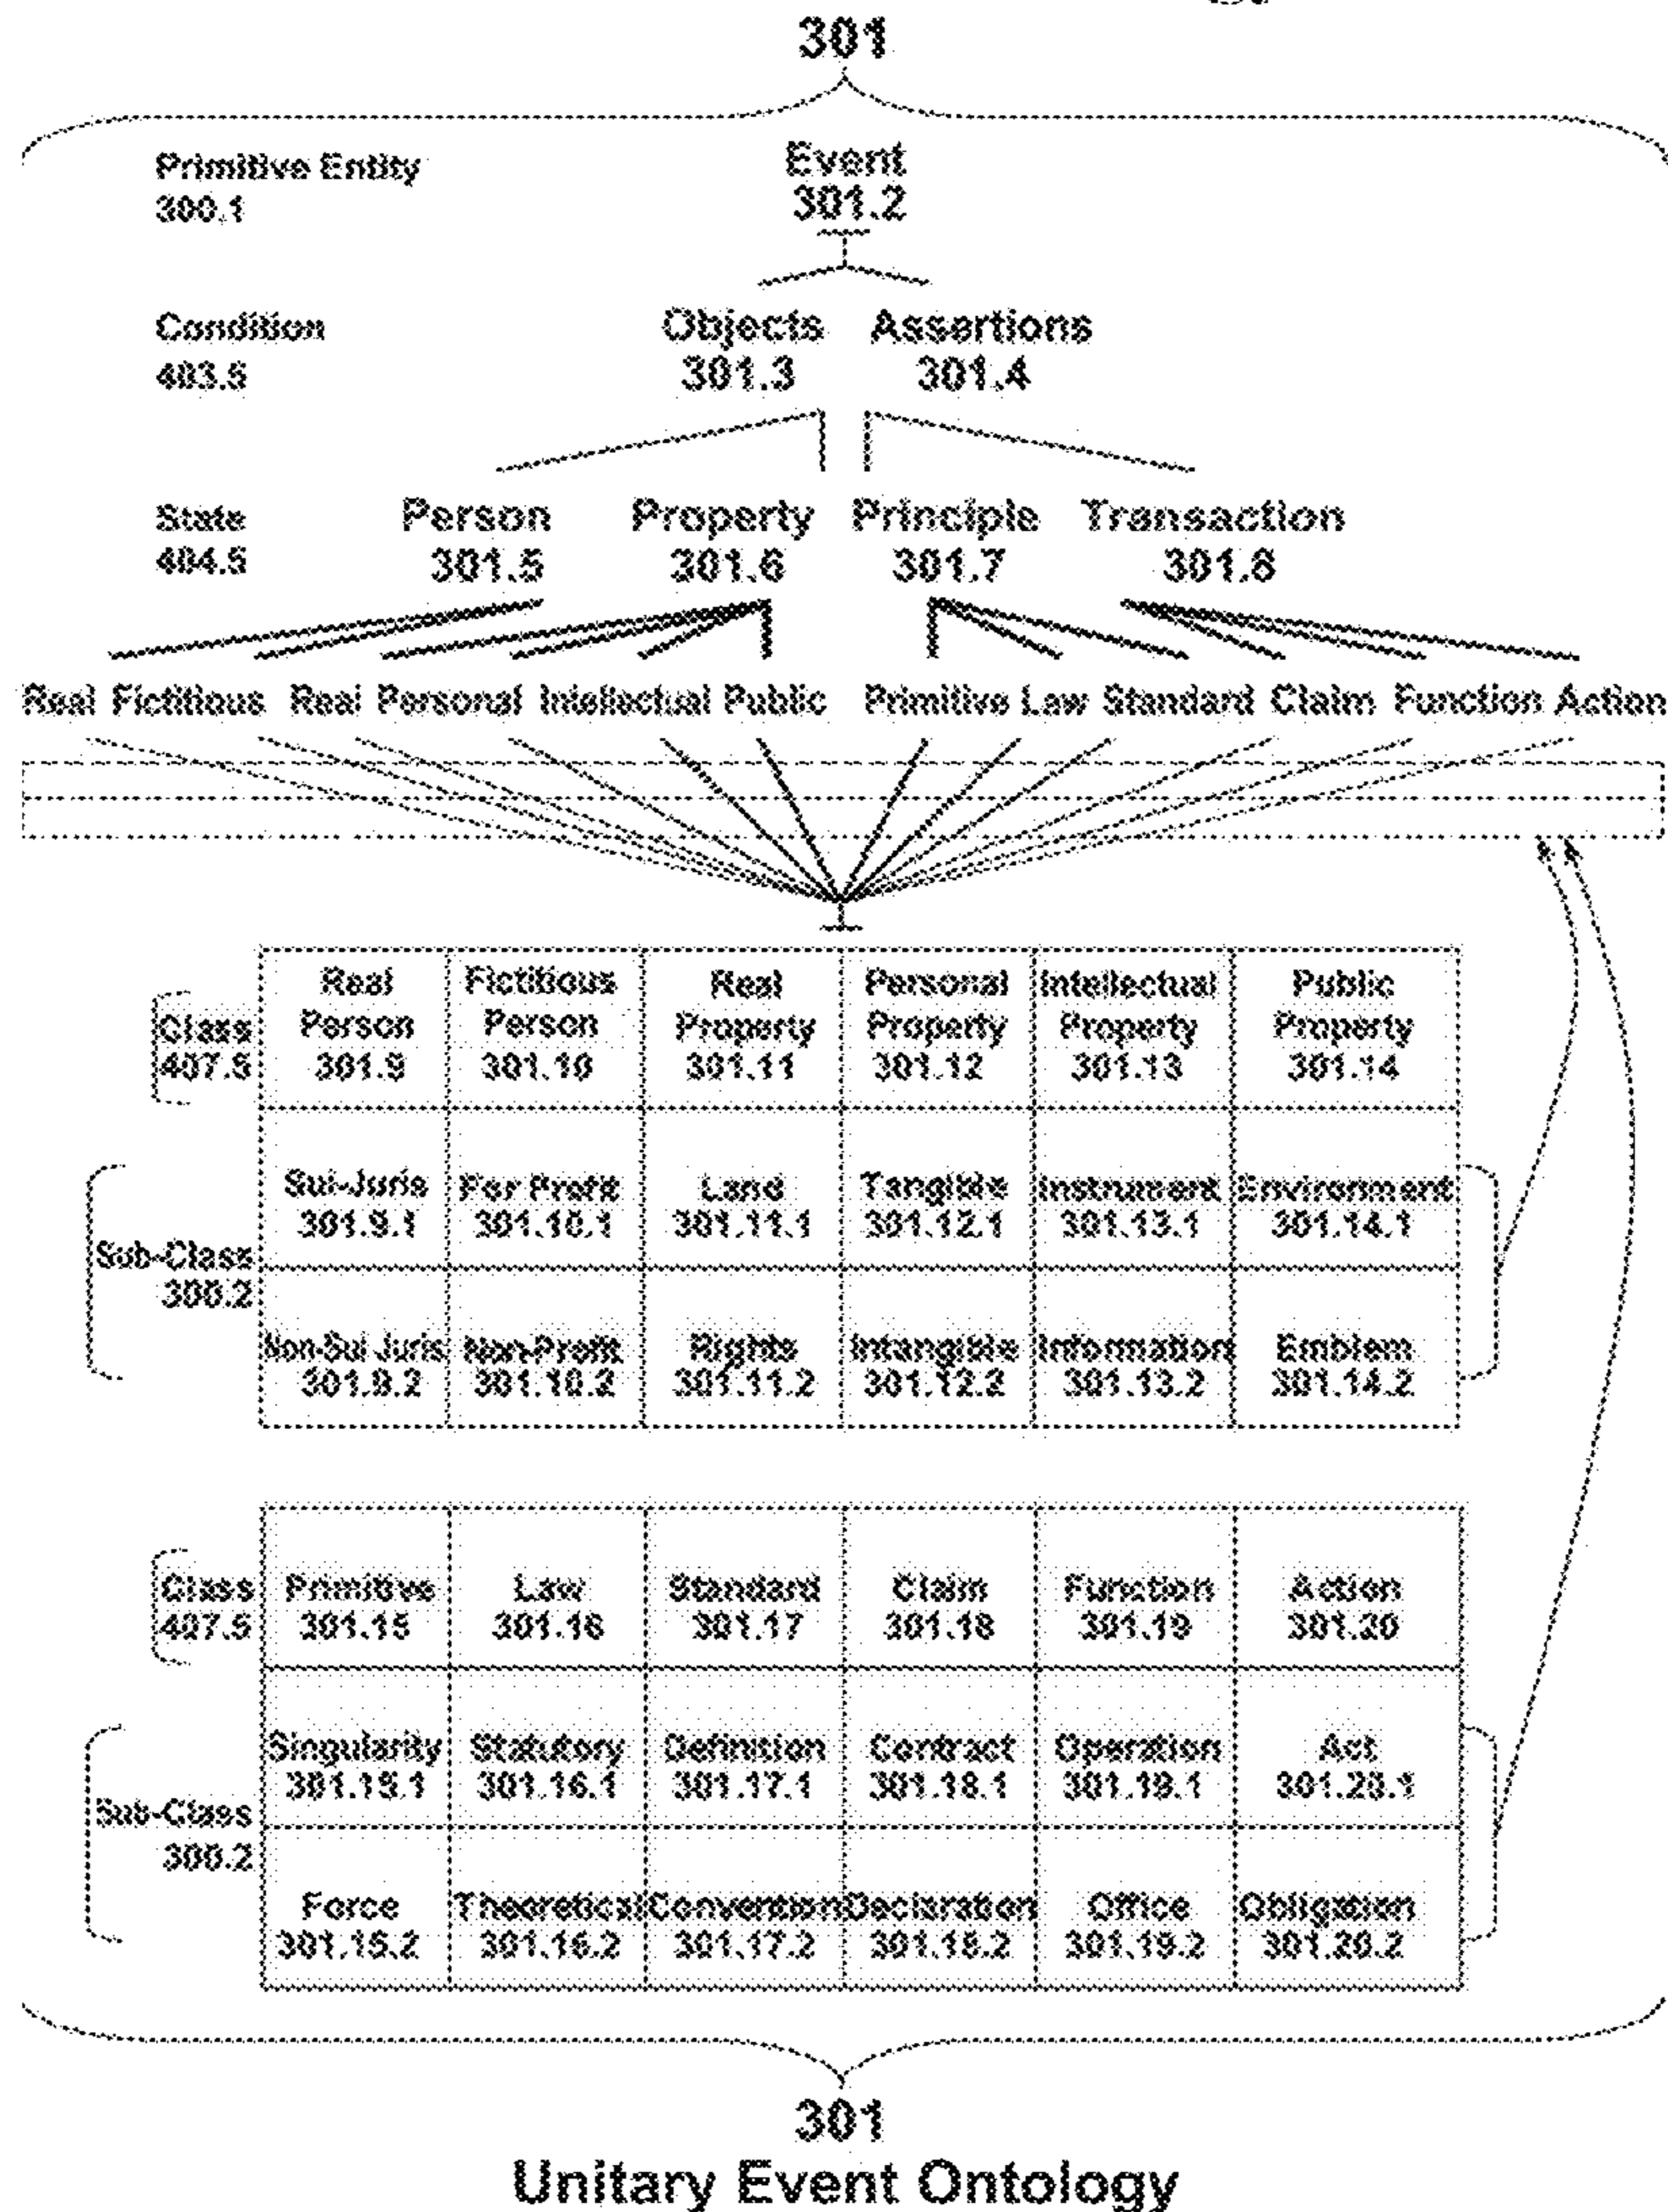 301
Primitive Entity
300.1
Event
301.2
Condition
403.5
Objects Assertions
301.3 301.4
State
404.5
Person Property Principle Transaction
301.5 301.6 301.7 301.8
Real Fictitious Real Personal Intellectual Public Primitive Law Standard Claim Function Action
Class
407.5
Real Fictitious Real Personal Intellectual Public
Person Person Property Property Property Property
301.9 301.10 301.11 301.12 301.13 301.14
Sub-Class
300.2
Sui-Juris For Profit Land Tangible Instrument Environment
301.9.1 301.10.1 301.11.1 301.12.1 301.13.1 301.14.1
Non-Sui Juris Non-Profit Rights Intangible Information Emblem
301.9.2 301.10.2 301.11.2 301.12.2 301.13.2 301.14.2
Class
407.5
Primitive Law Standard Claim Function Action
301.15 301.16 301.17 301.18 301.19 301.20
Sub-Class
300.2
Singularity Statutory Definition Contract Operation Act
301.15.1 301.16.1 301.17.1 301.18.1 301.19.1 301.20.1
Force Theoretical Convention Declaration Office Obligation
301.15.2 301.16.2 301.17.2 301.18.2 301.19.2 301.20.2
301
Unitary Event Ontology